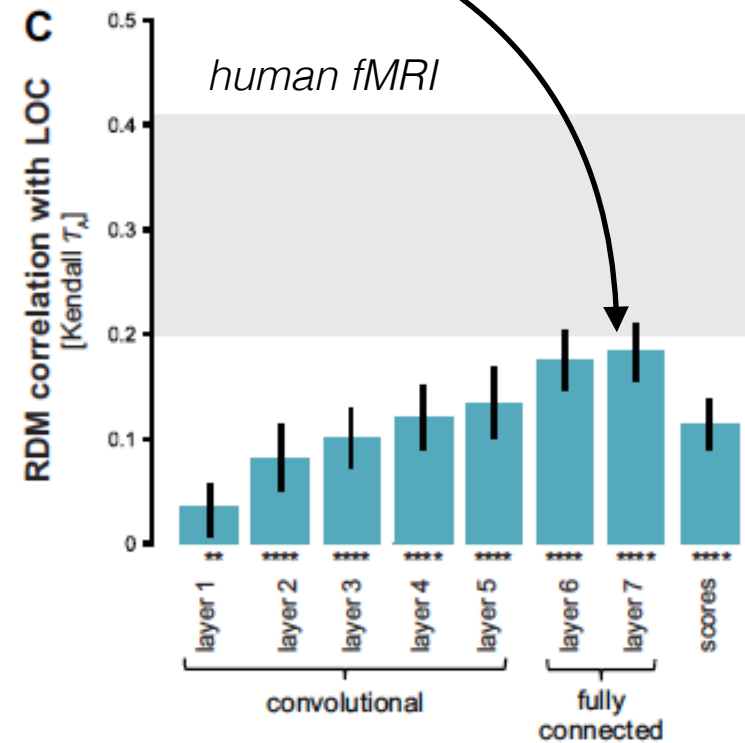 C
human fMRI
RDM correlation with LOC
[Kendall τA]
0.5
0.4
0.3
0.2
0.1
0
** **** **** **** **** **** **** ****
layer 1
layer 2
layer 3
layer 4
layer 5
layer 6
layer 7
scores
convolutional
fully
connected